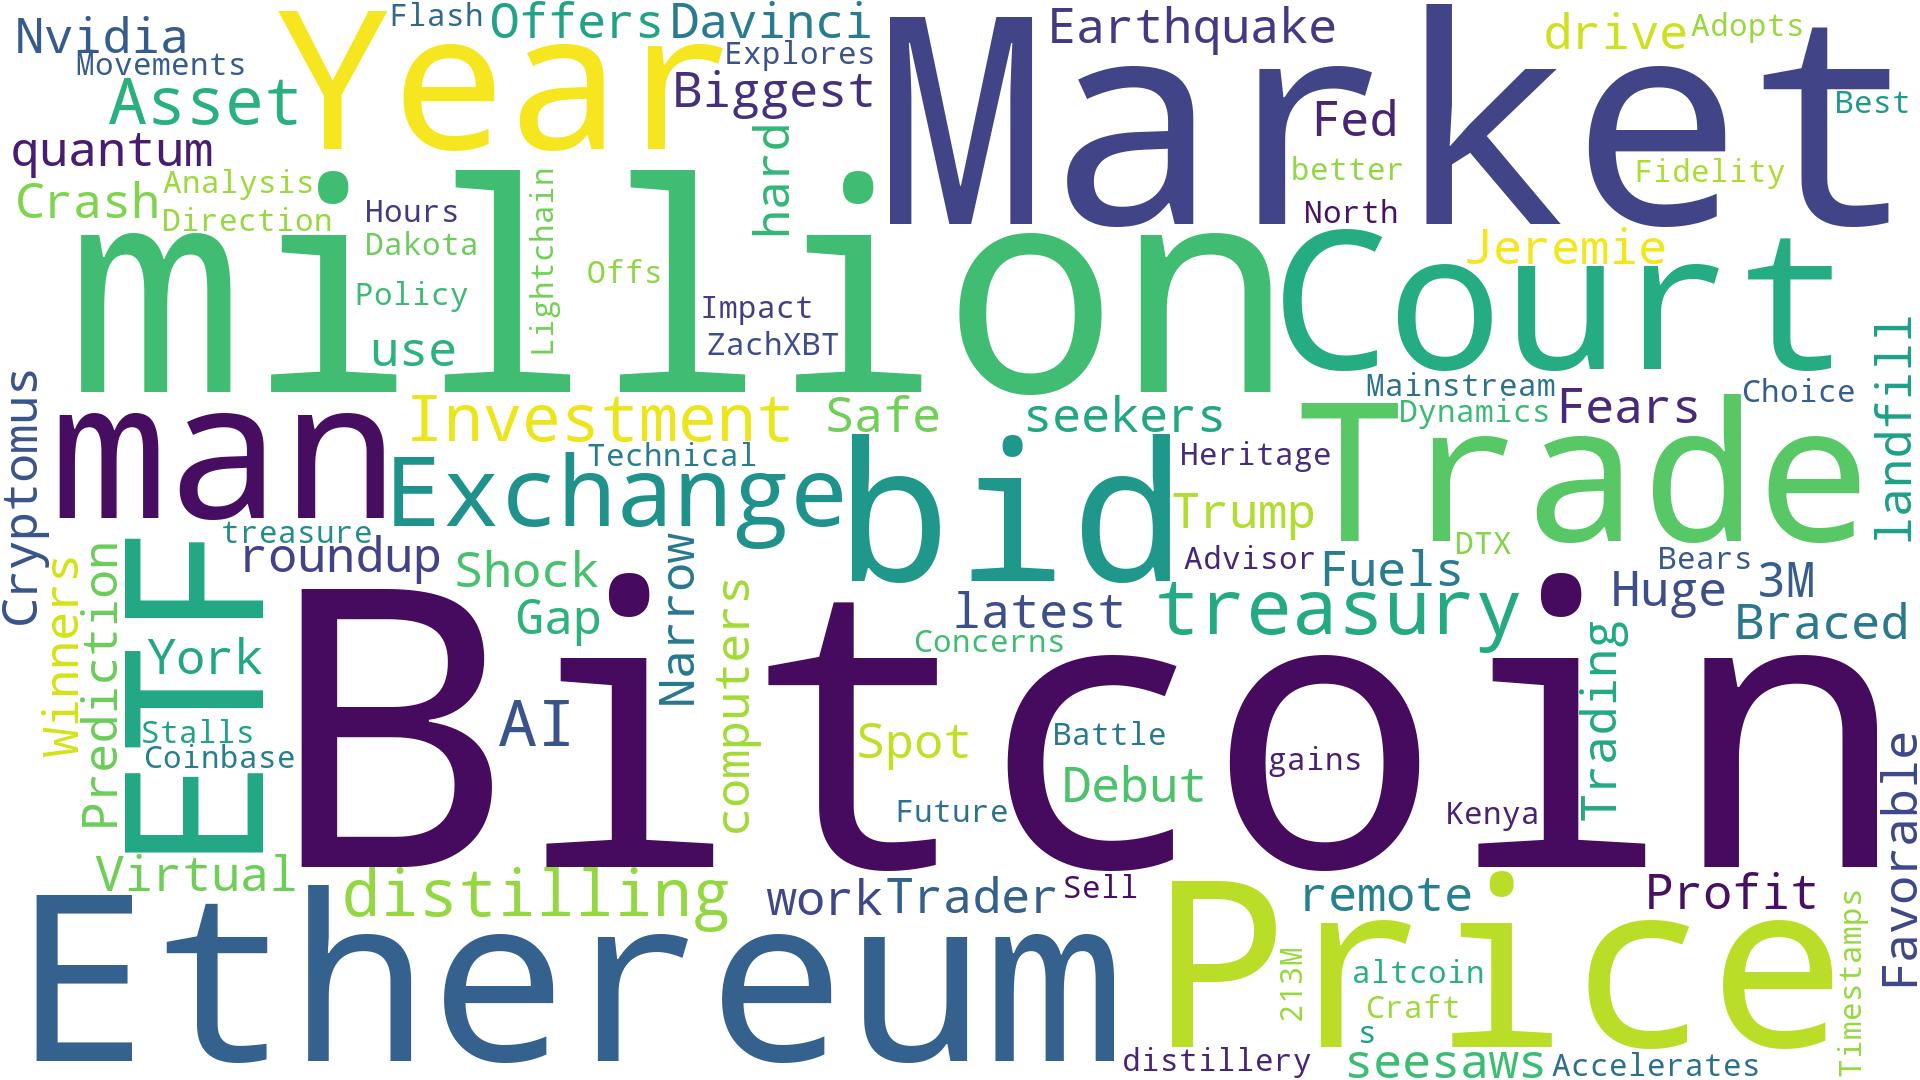 Nvidia
Movements
Asset
quantum
Year
Flash
Offers
Davinci
Explores
Biggest
Market
Earthquake
drive
Adopts
Best
Fed
better
North
Fidelity
Crash
Analysis
Direction
million
Hours
Dakota
Policy
use
Lightchain
Offs
hard
Impact
ZachXBT
Court
Jeremie
landfill
Cryptomus
man
Investment
Safe
seekers
Mainstream
Dynamics
Fears
Choice
Exchange
Technical
bid
Heritage
Trump
Trade
DTX
treasure
roundup
Shock
Gap
Narrow
computers
latest
Concerns
Advisor
Fuels
treasury
Bears
Huge
3M
Braced
Winners
Prediction
ETF
York
Stalls
Coinbase
Bitcoin
AI
Spot
Battle
Debut
Future
gains
Kenya
Trading
Favorable
Virtual
distilling
work
Trader
Sell
remote
Profit
Ethereum
Price
213M
altcoin
Craft
s
seesaws
distillery
Accelerates
Timestamps